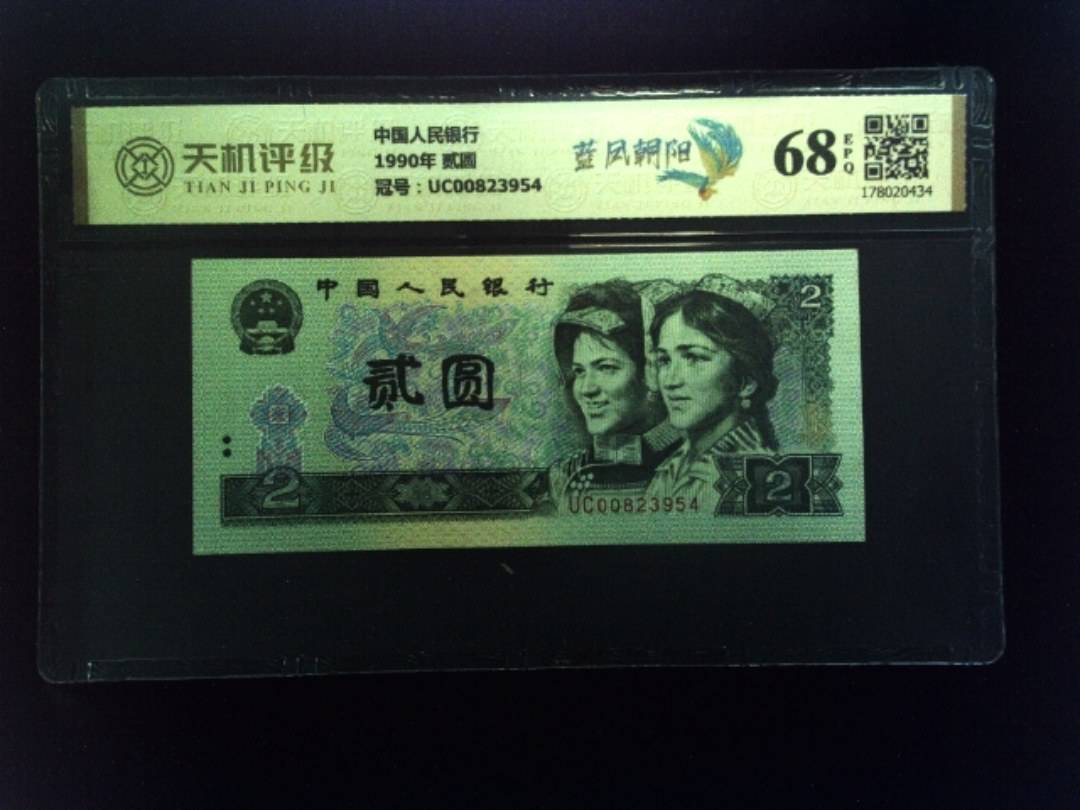 天机评级
TIAN JI PING JI
中国人民银行
1990年 贰圆
冠号：UC00823954
蓝凤朝阳
68
EPQ
178020434
中国人民银行
2
贰圆
2
UC00823954
2